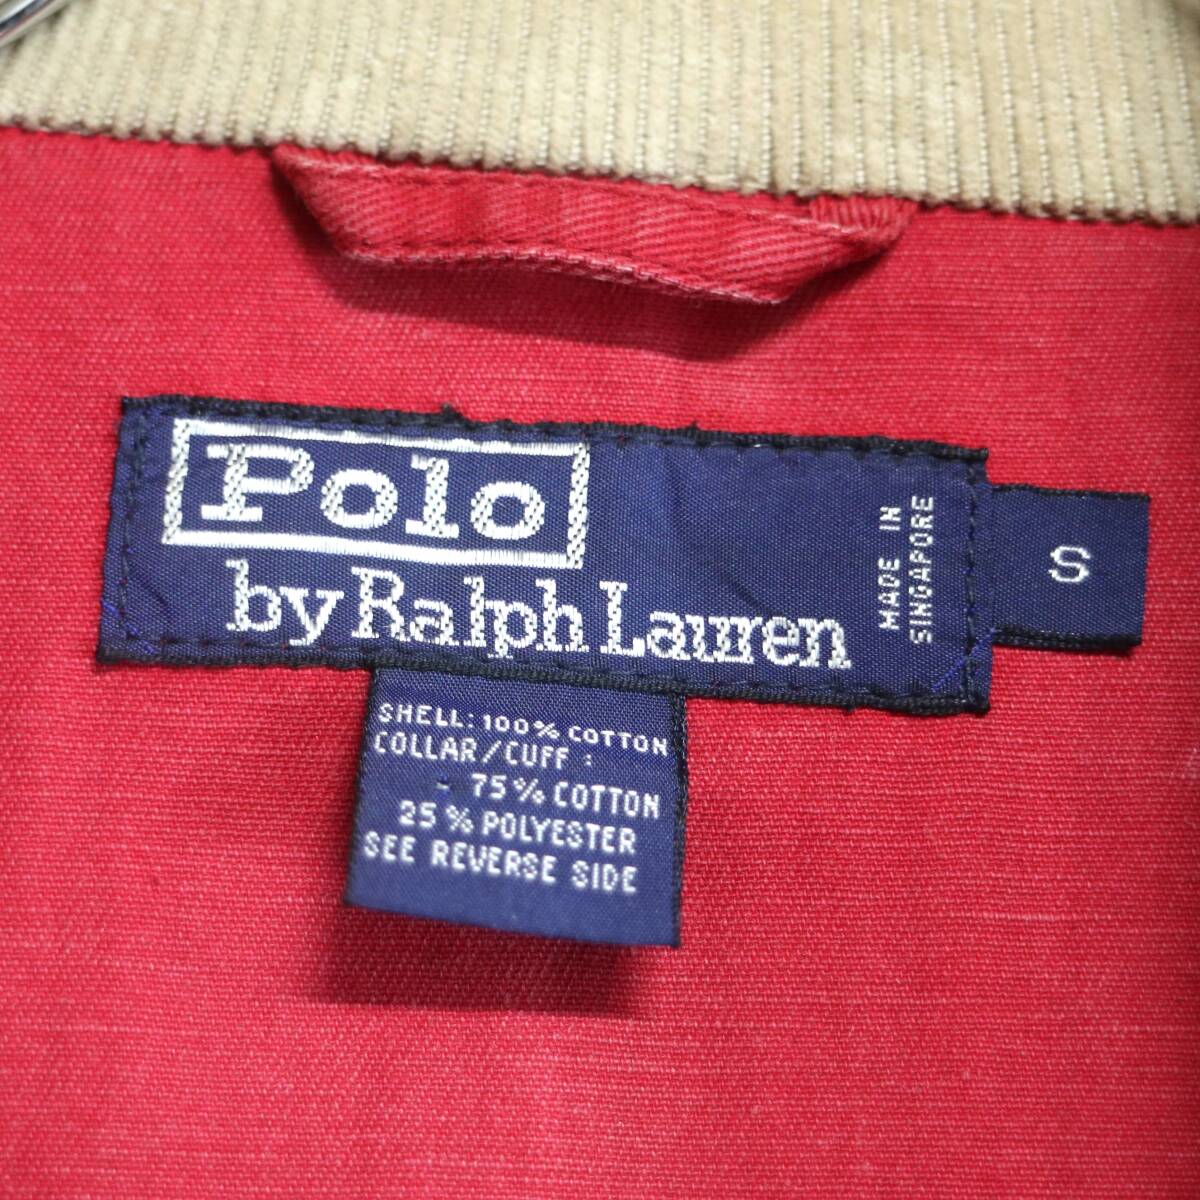 Polo
by Ralph Lauren
MADE IN
SINGAPORE
S
SHELL: 100% COTTON
COLLAR/CUFF :
- 75% COTTON
25% POLYESTER
SEE REVERSE SIDE